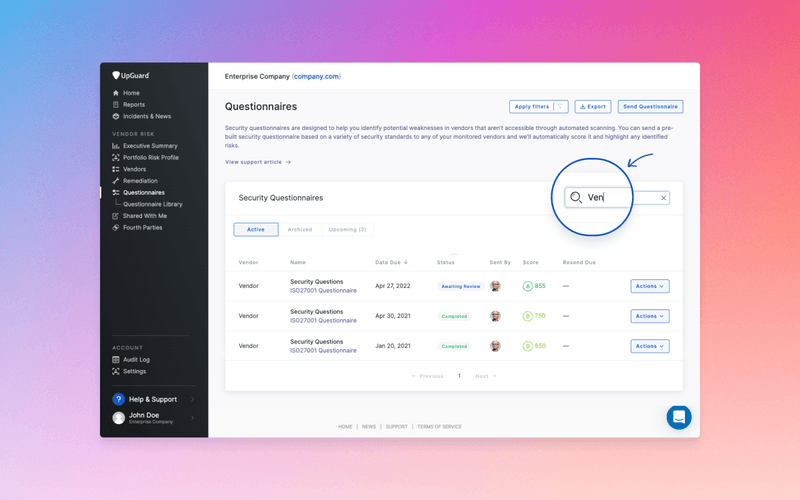 UpGuard
Home
Reports
Incidents & News
VENDOR RISK
Executive Summary
Portfolio Risk Profile
Vendors
Remediation
Questionnaires
Questionnaire Library
Shared With Me
Fourth Parties
ACCOUNT
Audit Log
Settings
? Help & Support
John Doe
Enterprise Company
Enterprise Company (company.com)
Questionnaires
Apply filters Export Send Questionnaire
Security questionnaires are designed to help you identify potential weaknesses in vendors that aren't accessible through automated scanning. You can send a pre-
built security questionnaire based on a variety of security standards to any of your monitored vendors and we'll automatically score it and highlight any identified
risks.
View support article →
Security Questionnaires
Ven
Active Archived Upcoming (2)
Vendor Name Date Due ↓ Status Sent By Score Resend Due
Vendor Security Questions Apr 27, 2022 Awaiting Review A 855 — Actions
ISO27001 Questionnaire
Vendor Security Questions Apr 30, 2021 Completed B 750 — Actions
ISO27001 Questionnaire
Vendor Security Questions Jan 20, 2021 Completed 650 — Actions
ISO27001 Questionnaire
← Previous 1 Next →
HOME | NEWS | SUPPORT | TERMS OF SERVICE